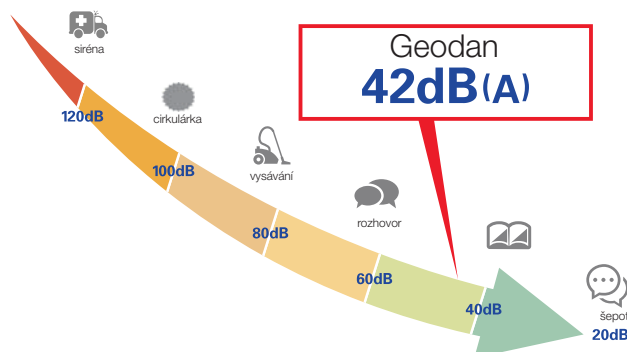 siréna
120dB
cirkulárka
100dB
vysávání
80dB
rozhovor
60dB
Geodan
42dB(A)
40dB
šepot
20dB